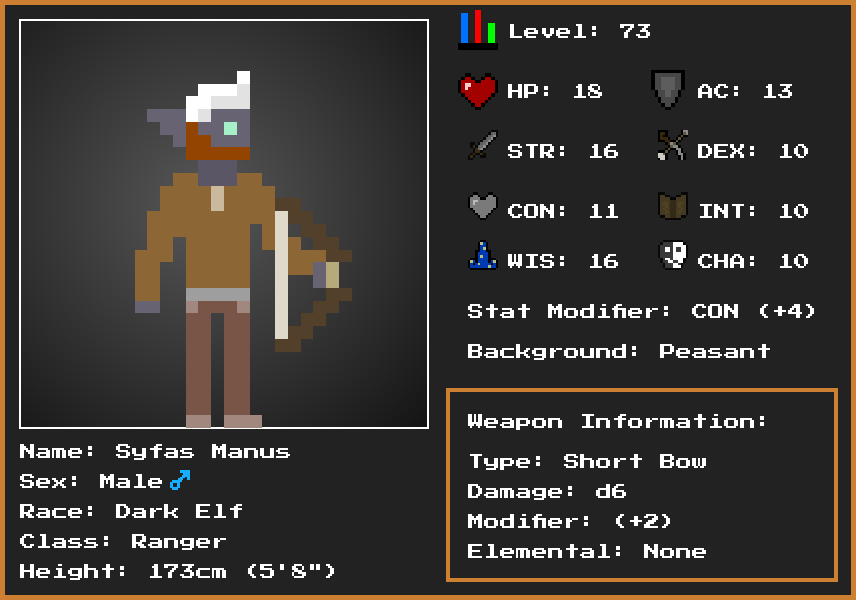 Level: 73
HP: 18 AC: 13
STR: 16 DEX: 10
CON: 11 INT: 10
WIS: 16 CHA: 10
Stat Modifier: CON (+4)
Background: Peasant
Weapon Information:
Type: Short Bow
Damage: d6
Modifier: (+2)
Elemental: None
Name: Syfas Manus
Sex: Male ♂
Race: Dark Elf
Class: Ranger
Height: 173cm (5'8")